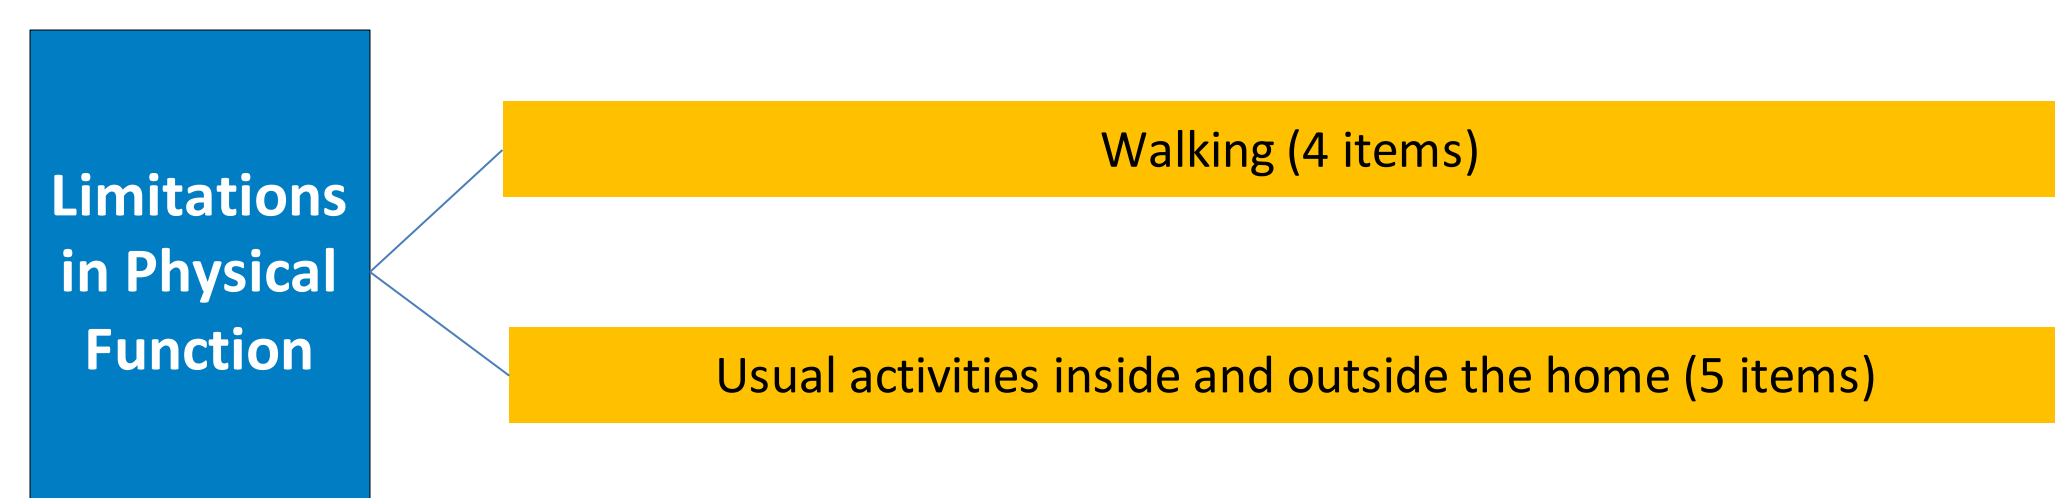 Limitations
in Physical
Function
Walking (4 items)
Usual activities inside and outside the home (5 items)